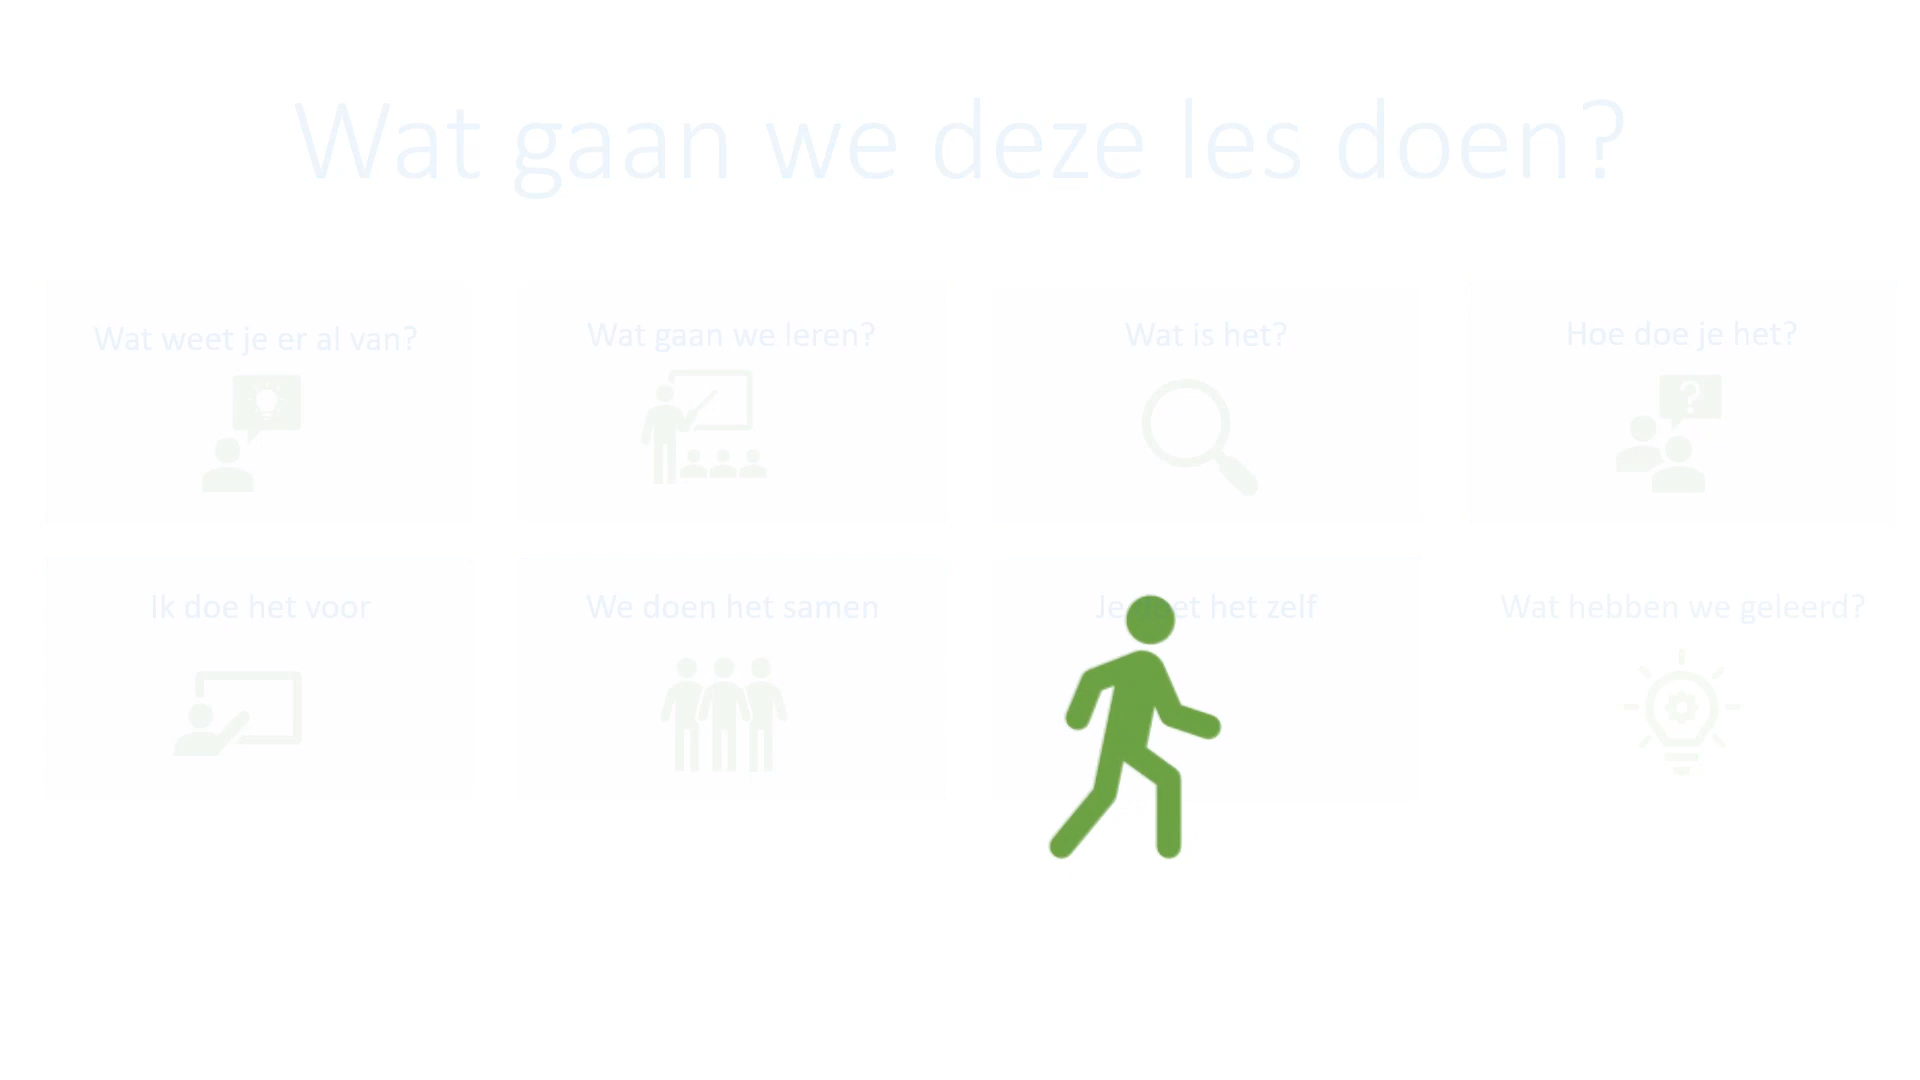 Wat gaan we deze les doen?
Wat weet je er al van?
Wat gaan we leren?
Wat is het?
Hoe doe je het?
Ik doe het voor
We doen het samen
Je het zelf
Wat hebben we geleerd?